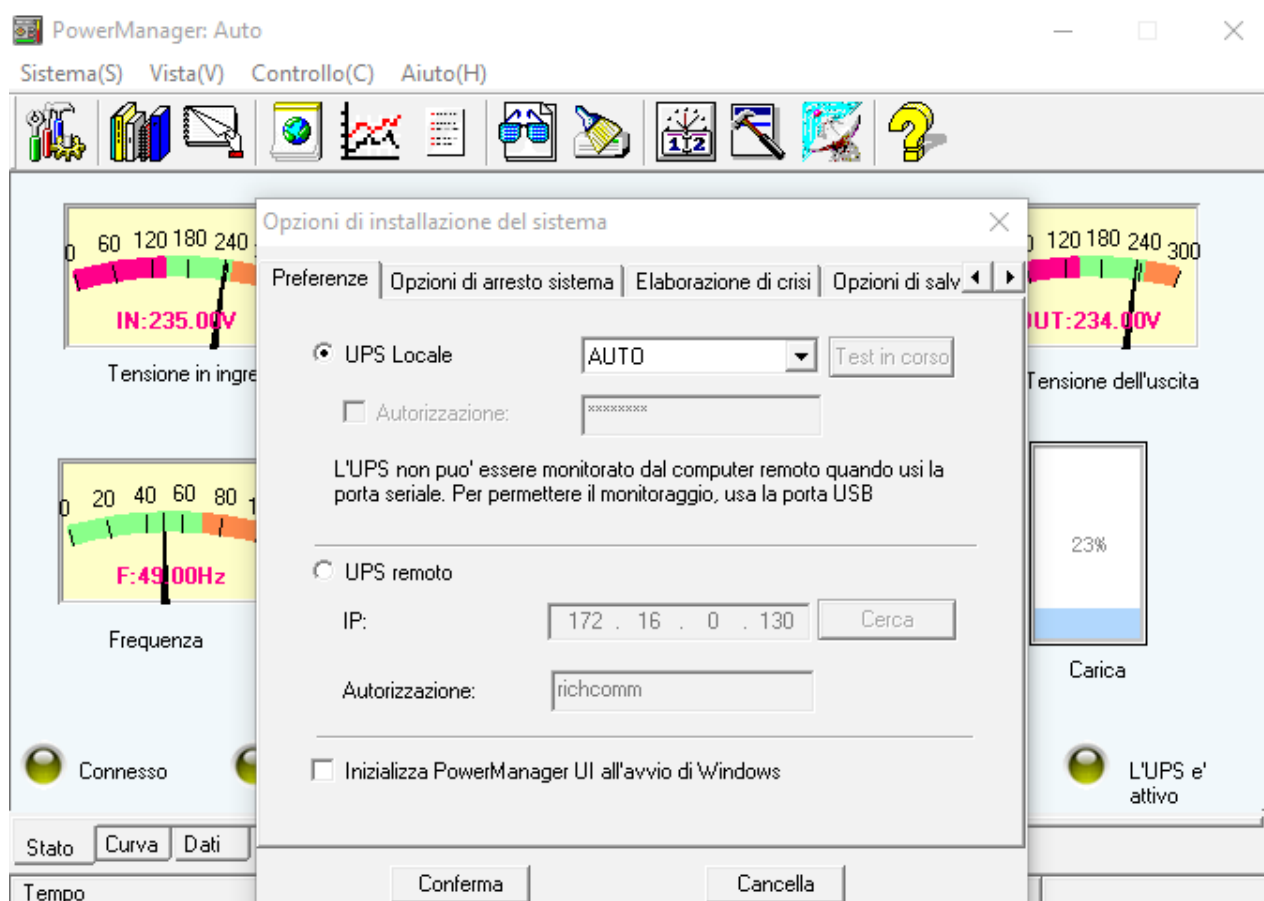 PowerManager: Auto
Sistema(S) Vista(V) Controllo(C) Aiuto(H)
Opzioni di installazione del sistema
Preferenze Opzioni di arresto sistema Elaborazione di crisi Opzioni di salv
0 60 120 180 240
IN:235.00V
Tensione in ingre
120 180 240 300
OUT:234.00V
Tensione dell'uscita
UPS Locale AUTO Test in corso
Autorizzazione: ********
L'UPS non puo' essere monitorato dal computer remoto quando usi la
porta seriale. Per permettere il monitoraggio, usa la porta USB
0 20 40 60 80 1
F:49.00Hz
Frequenza
23%
Carica
UPS remoto
IP: 172 . 16 . 0 . 130 Cerca
Autorizzazione: richcomm
Inizializza PowerManager UI all'avvio di Windows
Connesso
L'UPS e'
attivo
Stato Curva Dati
Conferma Cancella
Tempo